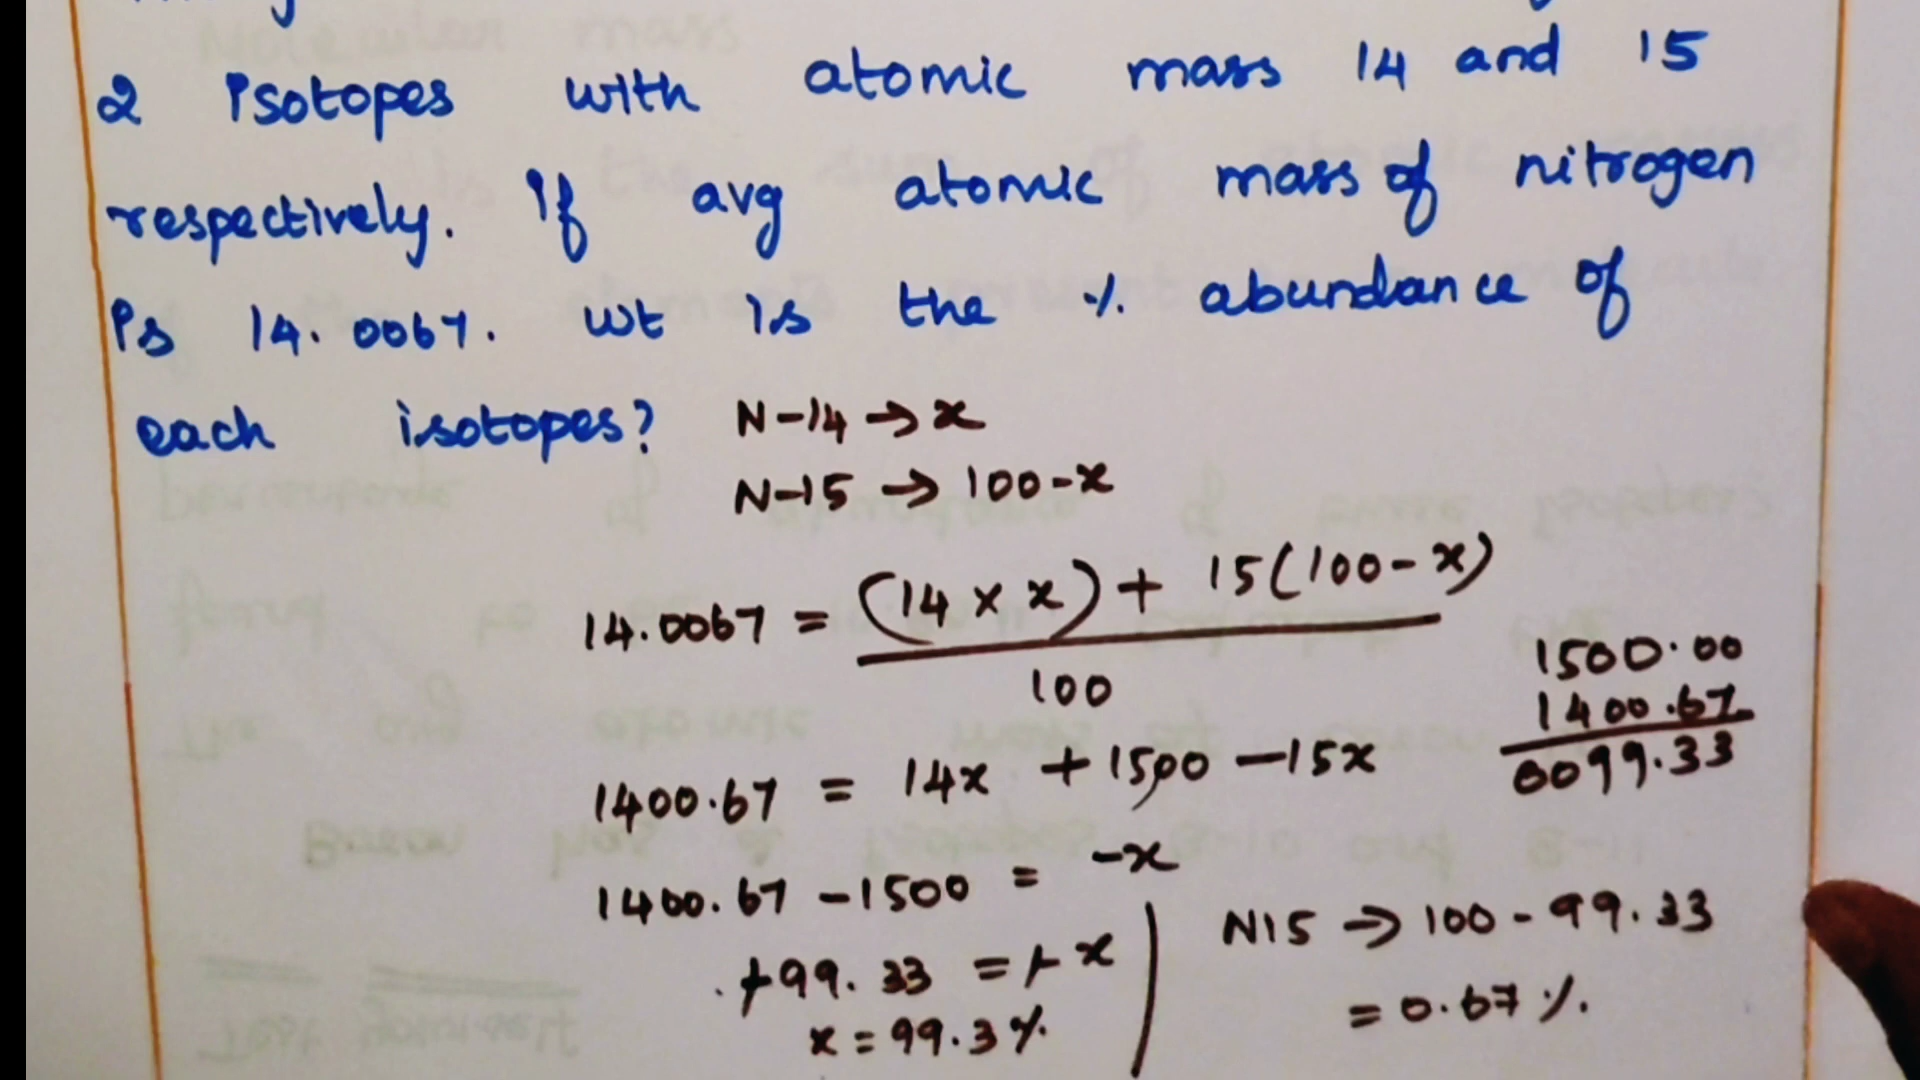 2 isotopes with atomic mass 14 and 15
respectively. If avg atomic mass of nitrogen
is 14.0067. wt is the % abundance of
each isotopes?
N-14 → x
N-15 → 100-x
14.0067 = (14 × x) + 15(100-x)
100
1400.67 = 14x + 1500 - 15x
1500.00
1400.67
0099.33
1400.67 - 1500 = -x
+99.33 = + x
x = 99.3%
N15 → 100 - 99.33
= 0.67 %.